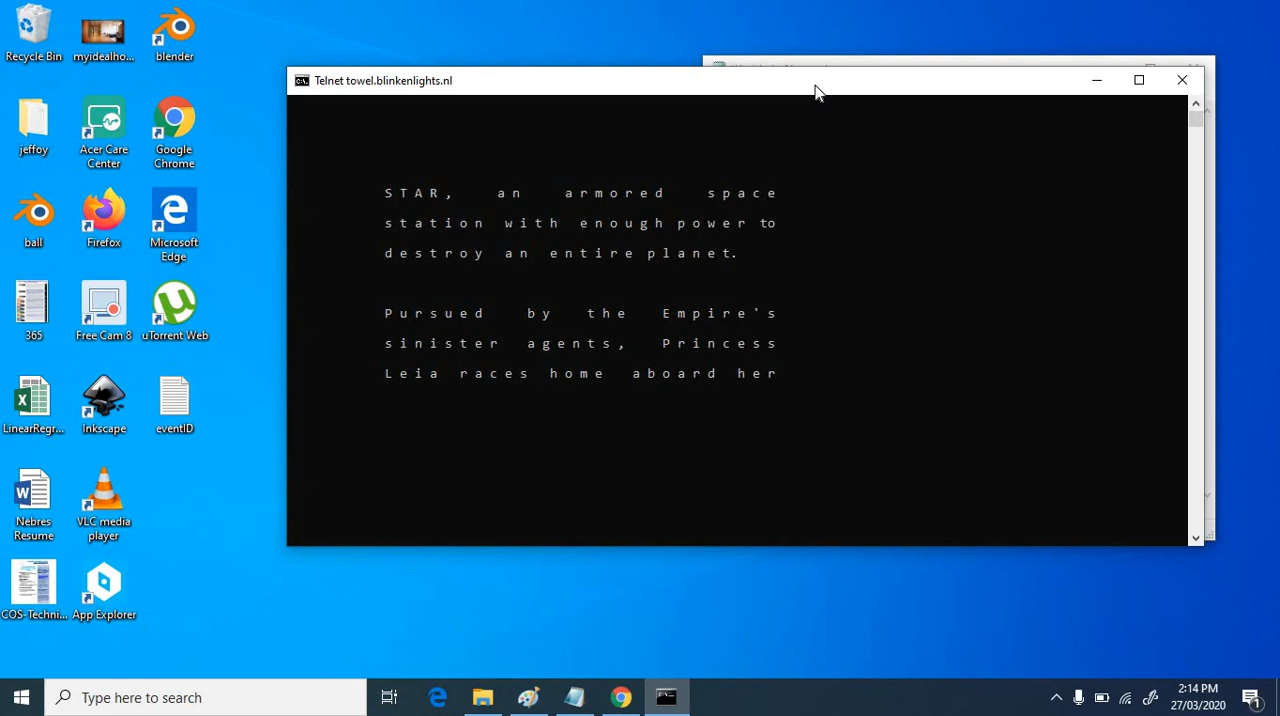 Recycle Bin
myidealho...
blender
jeffoy
Acer Care
Center
Google
Chrome
ball
Firefox
Microsoft
Edge
365
Free Cam 8
uTorrent Web
LinearRegr...
Inkscape
eventID
Nebres
Resume
VLC media
player
COS-Techni...
App Explorer
Telnet towel.blinkenlights.nl
STAR, an armored space
station with enough power to
destroy an entire planet.
Pursued by the Empire's
sinister agents, Princess
Leia races home aboard her
Type here to search
2:14 PM
27/03/2020
1